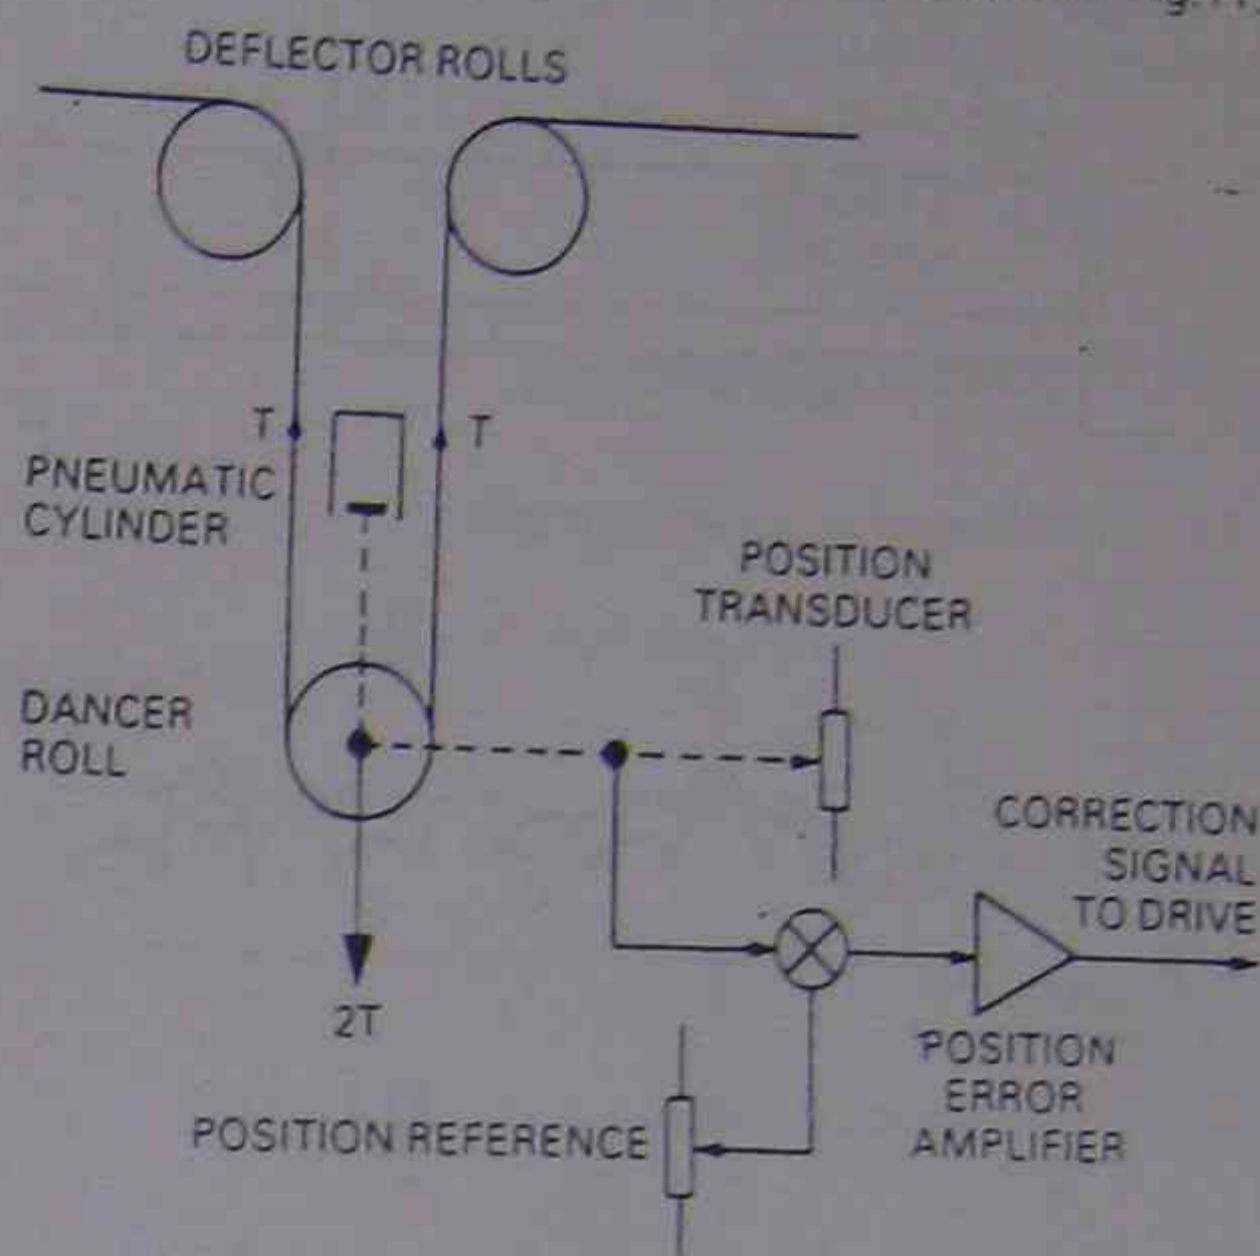 DEFLECTOR ROLLS
T
T
PNEUMATIC
CYLINDER
POSITION
TRANSDUCER
DANCER
ROLL
CORRECTION
SIGNAL
TO DRIVE
2T
POSITION
ERROR
AMPLIFIER
POSITION REFERENCE